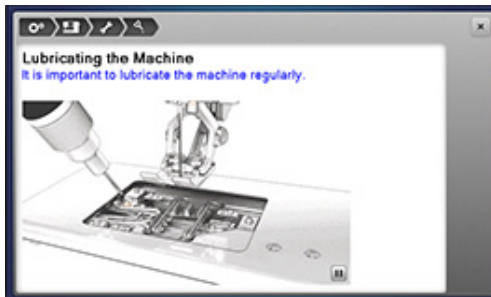 Lubricating the Machine
It is important to lubricate the machine regularly.